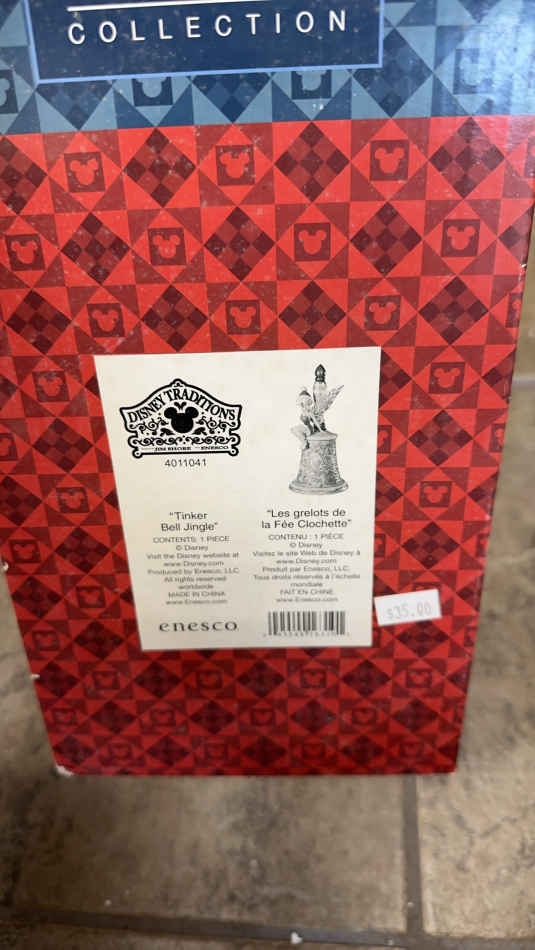 COLLECTION
DISNEY TRADITIONS
JIM SHORE ENESCO
4011041
"Tinker
Bell Jingle"
CONTENTS: 1 PIECE
© Disney
Visit the Disney website at
www.Disney.com
Produced by Enesco, LLC.
All rights reserved
worldwide
MADE IN CHINA
www.Enesco.com
enesco.
"Les grelots de
la Fée Clochette"
CONTENU : 1 PIÈCE
© Disney
Visitez le site Web de Disney à
www.Disney.com
Produit par Enesco, LLC.
Tous droits réservés à l'échelle
mondiale
FAIT EN CHINE
www.Enesco.com
$35.00